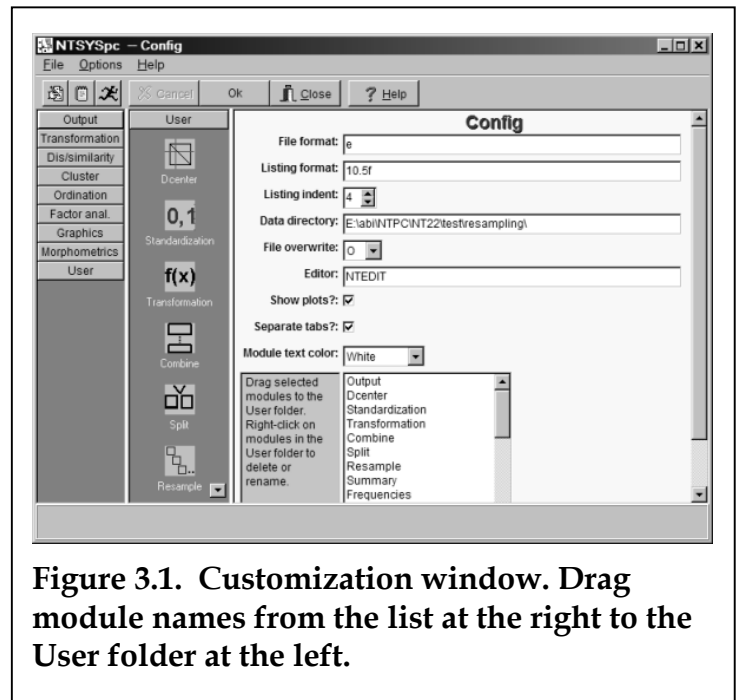 NTSYSpc – Config
File Options Help
Cancel Ok Close ? Help
Output
Transformation
Dis/similarity
Cluster
Ordination
Factor anal.
Graphics
Morphometrics
User
User
Dcenter
0,1
Standardization
f(x)
Transformation
Combine
Split
Resample
Config
File format: e
Listing format: 10.5f
Listing indent: 4
Data directory: E:\abi\NTPC\NT22\test\resampling\
File overwrite: O
Editor: NTEDIT
Show plots?:
Separate tabs?:
Module text color: White
Drag selected
modules to the
User folder.
Right-click on
modules in the
User folder to
delete or
rename.
Output
Dcenter
Standardization
Transformation
Combine
Split
Resample
Summary
Frequencies
Figure 3.1. Customization window. Drag
module names from the list at the right to the
User folder at the left.